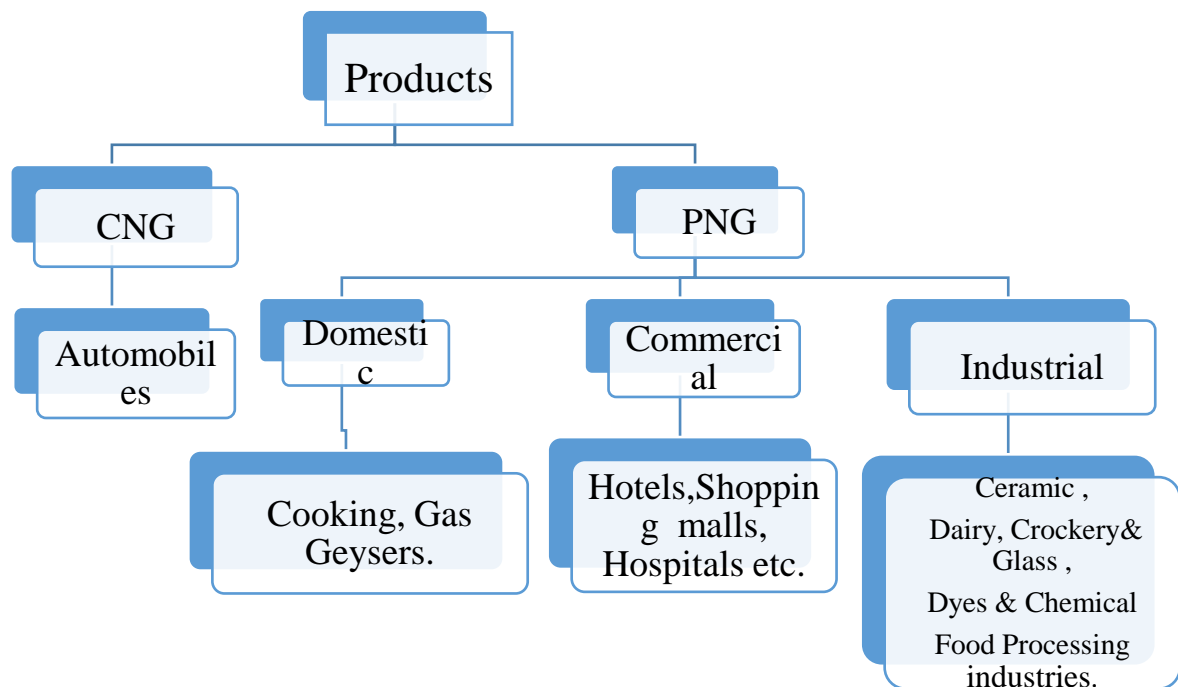 Products
CNG
PNG
Automobil
es
Domesti
c
Commerci
al
Industrial
Cooking, Gas
Geysers.
Hotels,Shoppin
g malls,
Hospitals etc.
Ceramic ,
Dairy, Crockery&
Glass ,
Dyes & Chemical
Food Processing
industries.